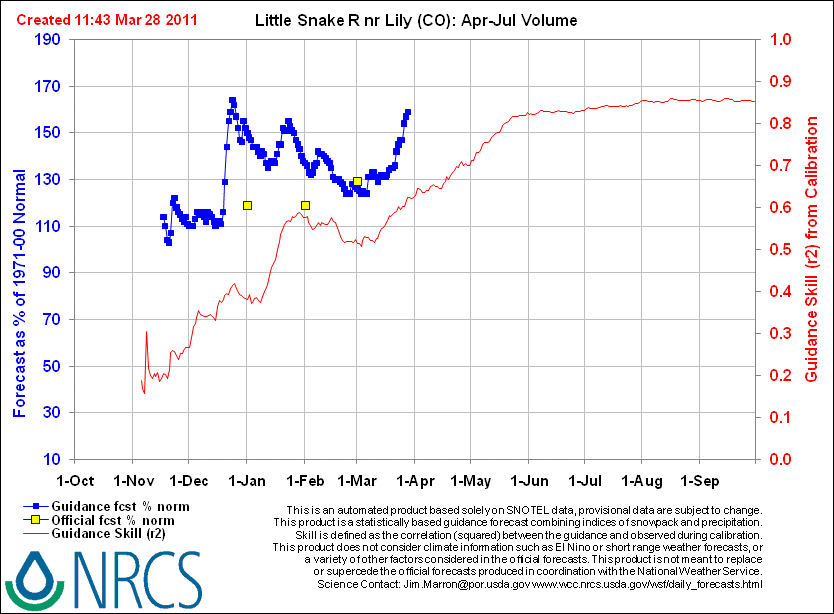 Created 11:43 Mar 28 2011
Little Snake R nr Lily (CO): Apr-Jul Volume
Forecast as % of 1971-00 Normal
190
170
150
130
110
90
70
50
30
10
1.0
0.9
0.8
0.7
0.6
0.5
0.4
0.3
0.2
0.1
0.0
Guidance Skill (r2) from Calibration
1-Oct 1-Nov 1-Dec 1-Jan 1-Feb 1-Mar 1-Apr 1-May 1-Jun 1-Jul 1-Aug 1-Sep
Guidance fcst % norm
Official fcst % norm
Guidance Skill (r2)
This is an automated product based solely on SNOTEL data, provisional data are subject to change.
This product is a statistically based guidance forecast combining indices of snowpack and precipitation.
Skill is defined as the correlation (squared) between the guidance and observed during calibration.
This product does not consider climate information such as El Nino or short range weather forecasts, or
a variety of other factors considered in the official forecasts. This product is not meant to replace
or supercede the official forecasts produced in coordination with the National Weather Service.
Science Contact: Jim.Marron@por.usda.gov www.wcc.nrcs.usda.gov/wsf/daily_forecasts.html
NRCS